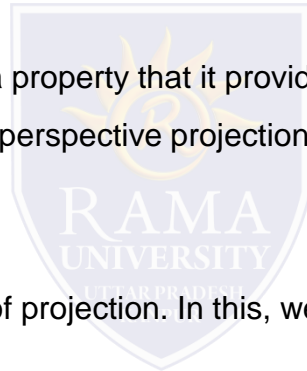 a property that it provid
perspective projection
RAMA
UNIVERSITY
UTTAR PRADESH
of projection. In this, we